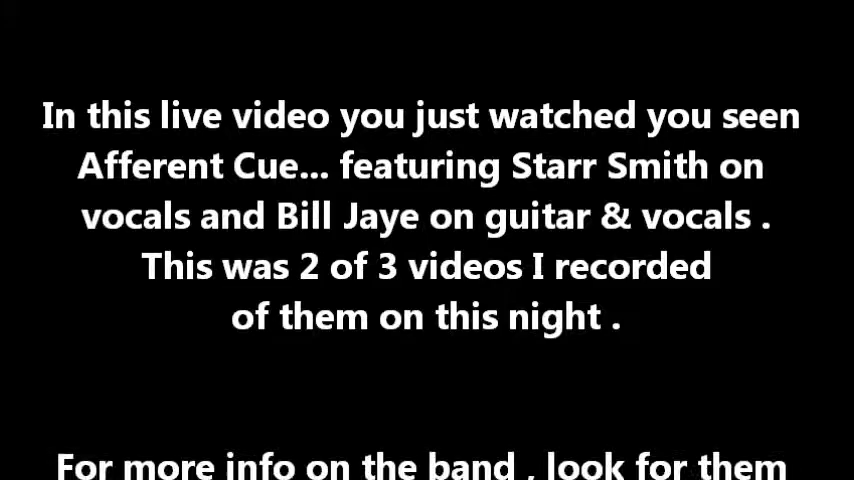 In this live video you just watched you seen
Afferent Cue... featuring Starr Smith on
vocals and Bill Jaye on guitar & vocals .
This was 2 of 3 videos I recorded
of them on this night .
For more info on the band , look for them